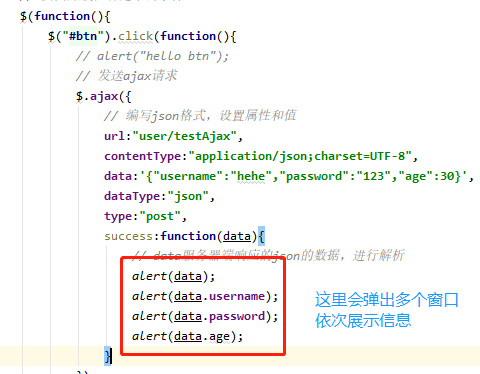 $(function(){
$("#btn").click(function(){
// alert("hello btn");
// 发送ajax请求
$.ajax({
// 编写json格式，设置属性和值
url:"user/testAjax",
contentType:"application/json;charset=UTF-8",
data:'{"username":"hehe","password":"123","age":30}',
dataType:"json",
type:"post",
success:function(data){
// data服务器端响应的json的数据，进行解析
alert(data);
alert(data.username);
alert(data.password);
alert(data.age);
}
这里会弹出多个窗口
依次展示信息